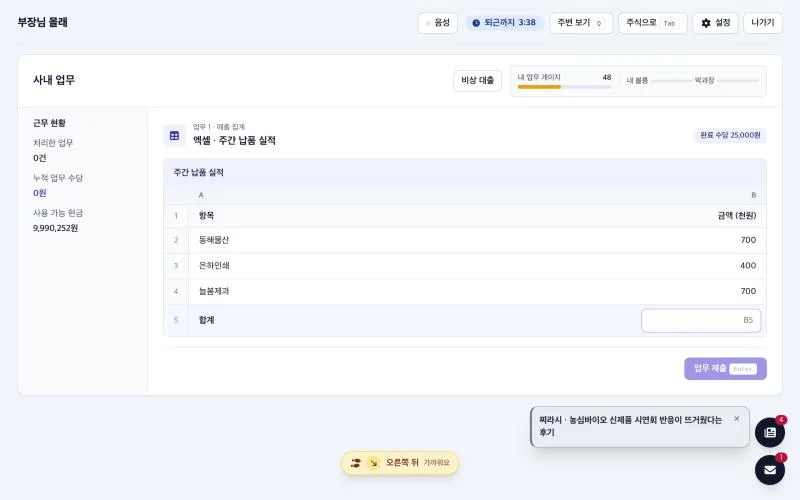 부장님 몰래
음성
퇴근까지 3:38
주변 보기 Q
주식으로 Tab
설정
나가기
사내 업무
비상 대출
내 업무 게이지 48
내 볼륨
박과장
근무 현황
처리한 업무
0건
누적 업무 수당
0원
사용 가능 현금
9,990,252원
업무 1 · 매출 집계
엑셀 · 주간 납품 실적
완료 수당 25,000원
주간 납품 실적
A B
1 항목 금액 (천원)
2 동해물산 700
3 은하인쇄 400
4 늘봄제과 700
5 합계 B5
업무 제출 Enter
찌라시 · 농심바이오 신제품 시연회 반응이 뜨거웠다는
후기
×
4
오른쪽 뒤 가까워요
1